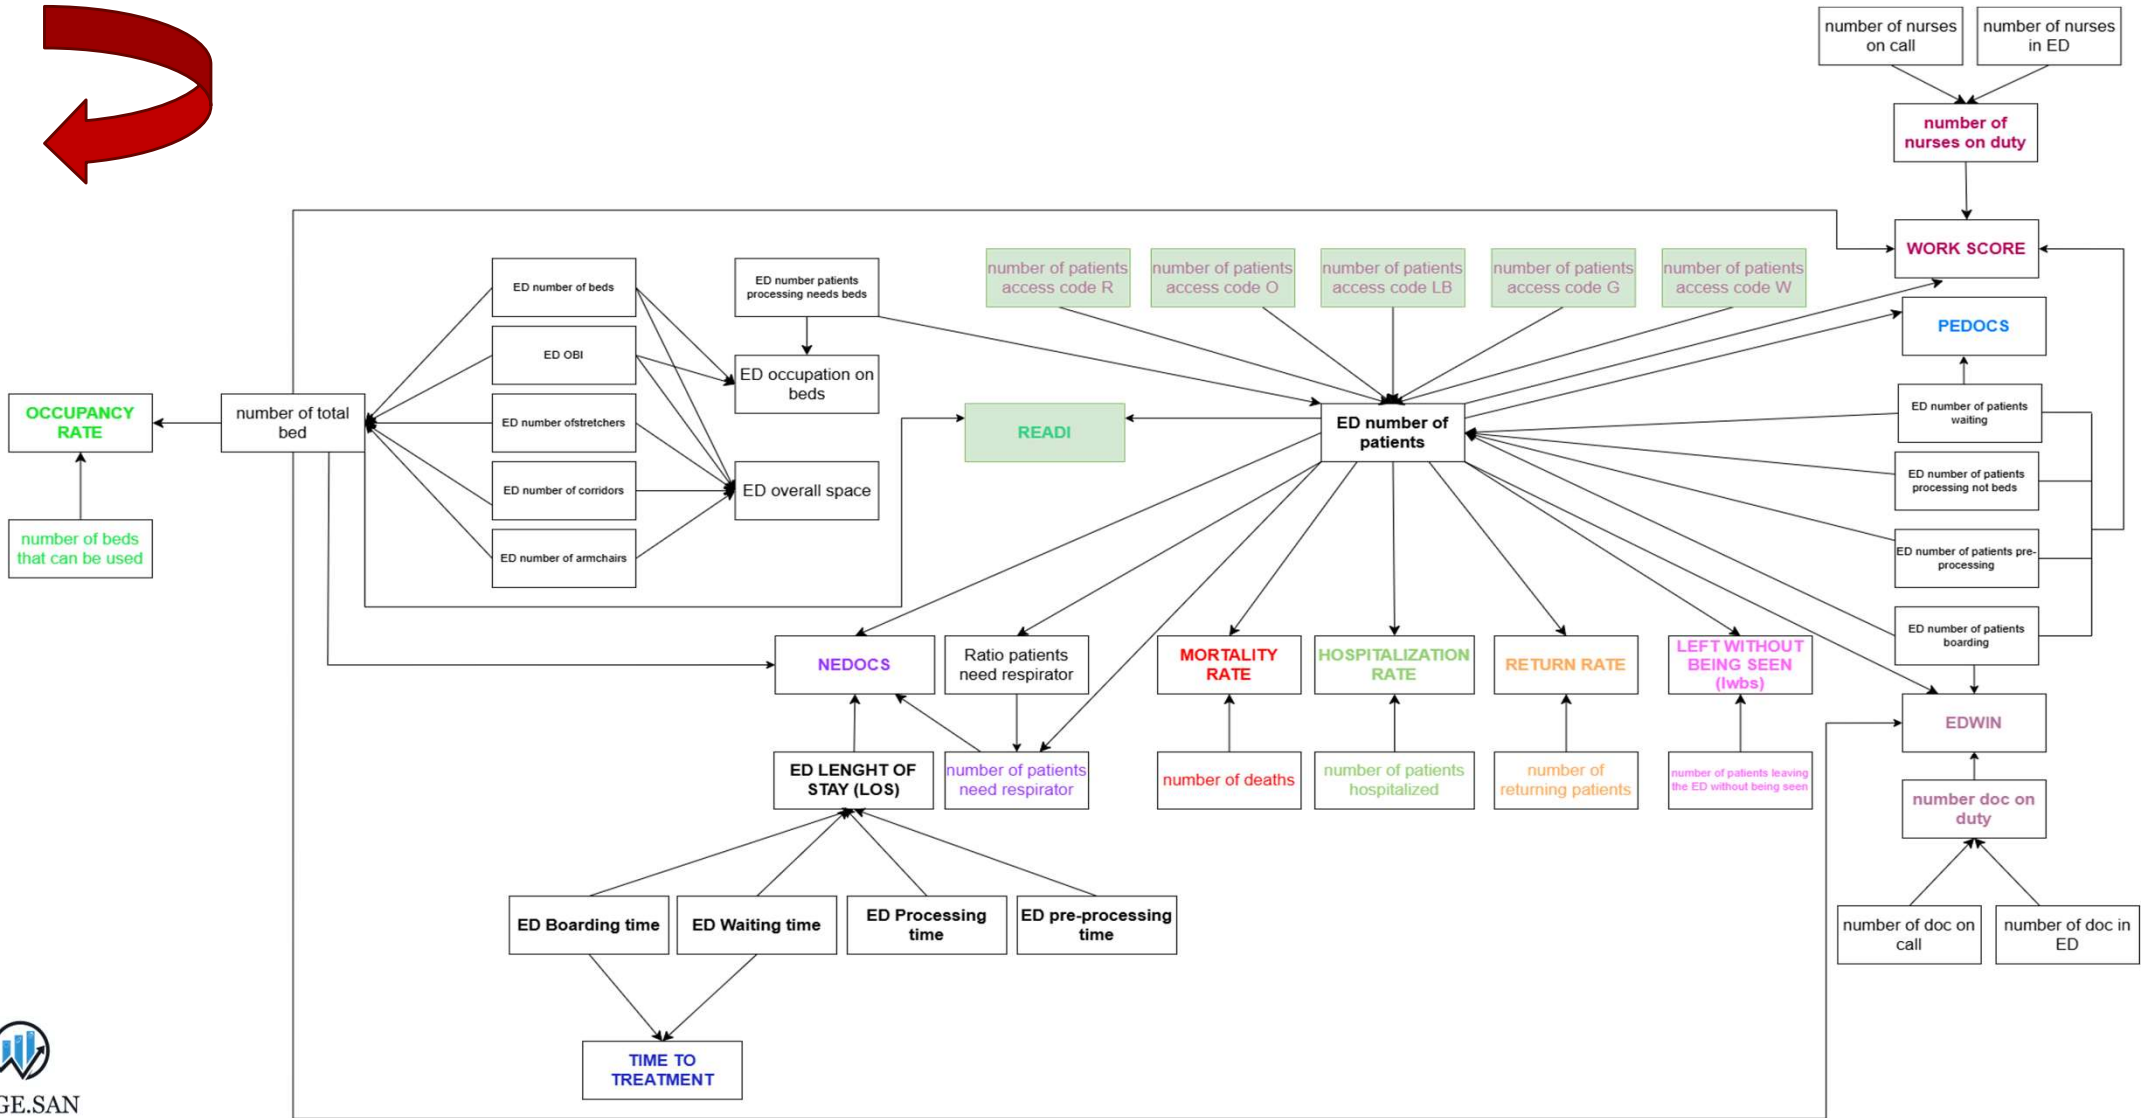 number of nurses
on call
number of nurses
in ED
number of
nurses on duty
WORK SCORE
ED number of beds
ED number patients
processing needs beds
number of patients
access code R
number of patients
access code O
number of patients
access code LB
number of patients
access code G
number of patients
access code W
PEDOCS
ED OBI
ED occupation on
beds
OCCUPANCY
RATE
number of total
bed
ED number ofstretchers
READI
ED number of
patients
ED number of patients
waiting
ED number of patients
processing not beds
ED number of corridors
ED overall space
number of beds
that can be used
ED number of armchairs
ED number of patients pre-
processing
ED number of patients
boarding
NEDOCS
Ratio patients
need respirator
MORTALITY
RATE
HOSPITALIZATION
RATE
RETURN RATE
LEFT WITHOUT
BEING SEEN
(lwbs)
EDWIN
ED LENGHT OF
STAY (LOS)
number of patients
need respirator
number of deaths
number of patients
hospitalized
number of
returning patients
number of patients leaving
the ED without being seen
number doc on
duty
ED Boarding time
ED Waiting time
ED Processing
time
ED pre-processing
time
number of doc on
call
number of doc in
ED
TIME TO
TREATMENT
GE.SAN